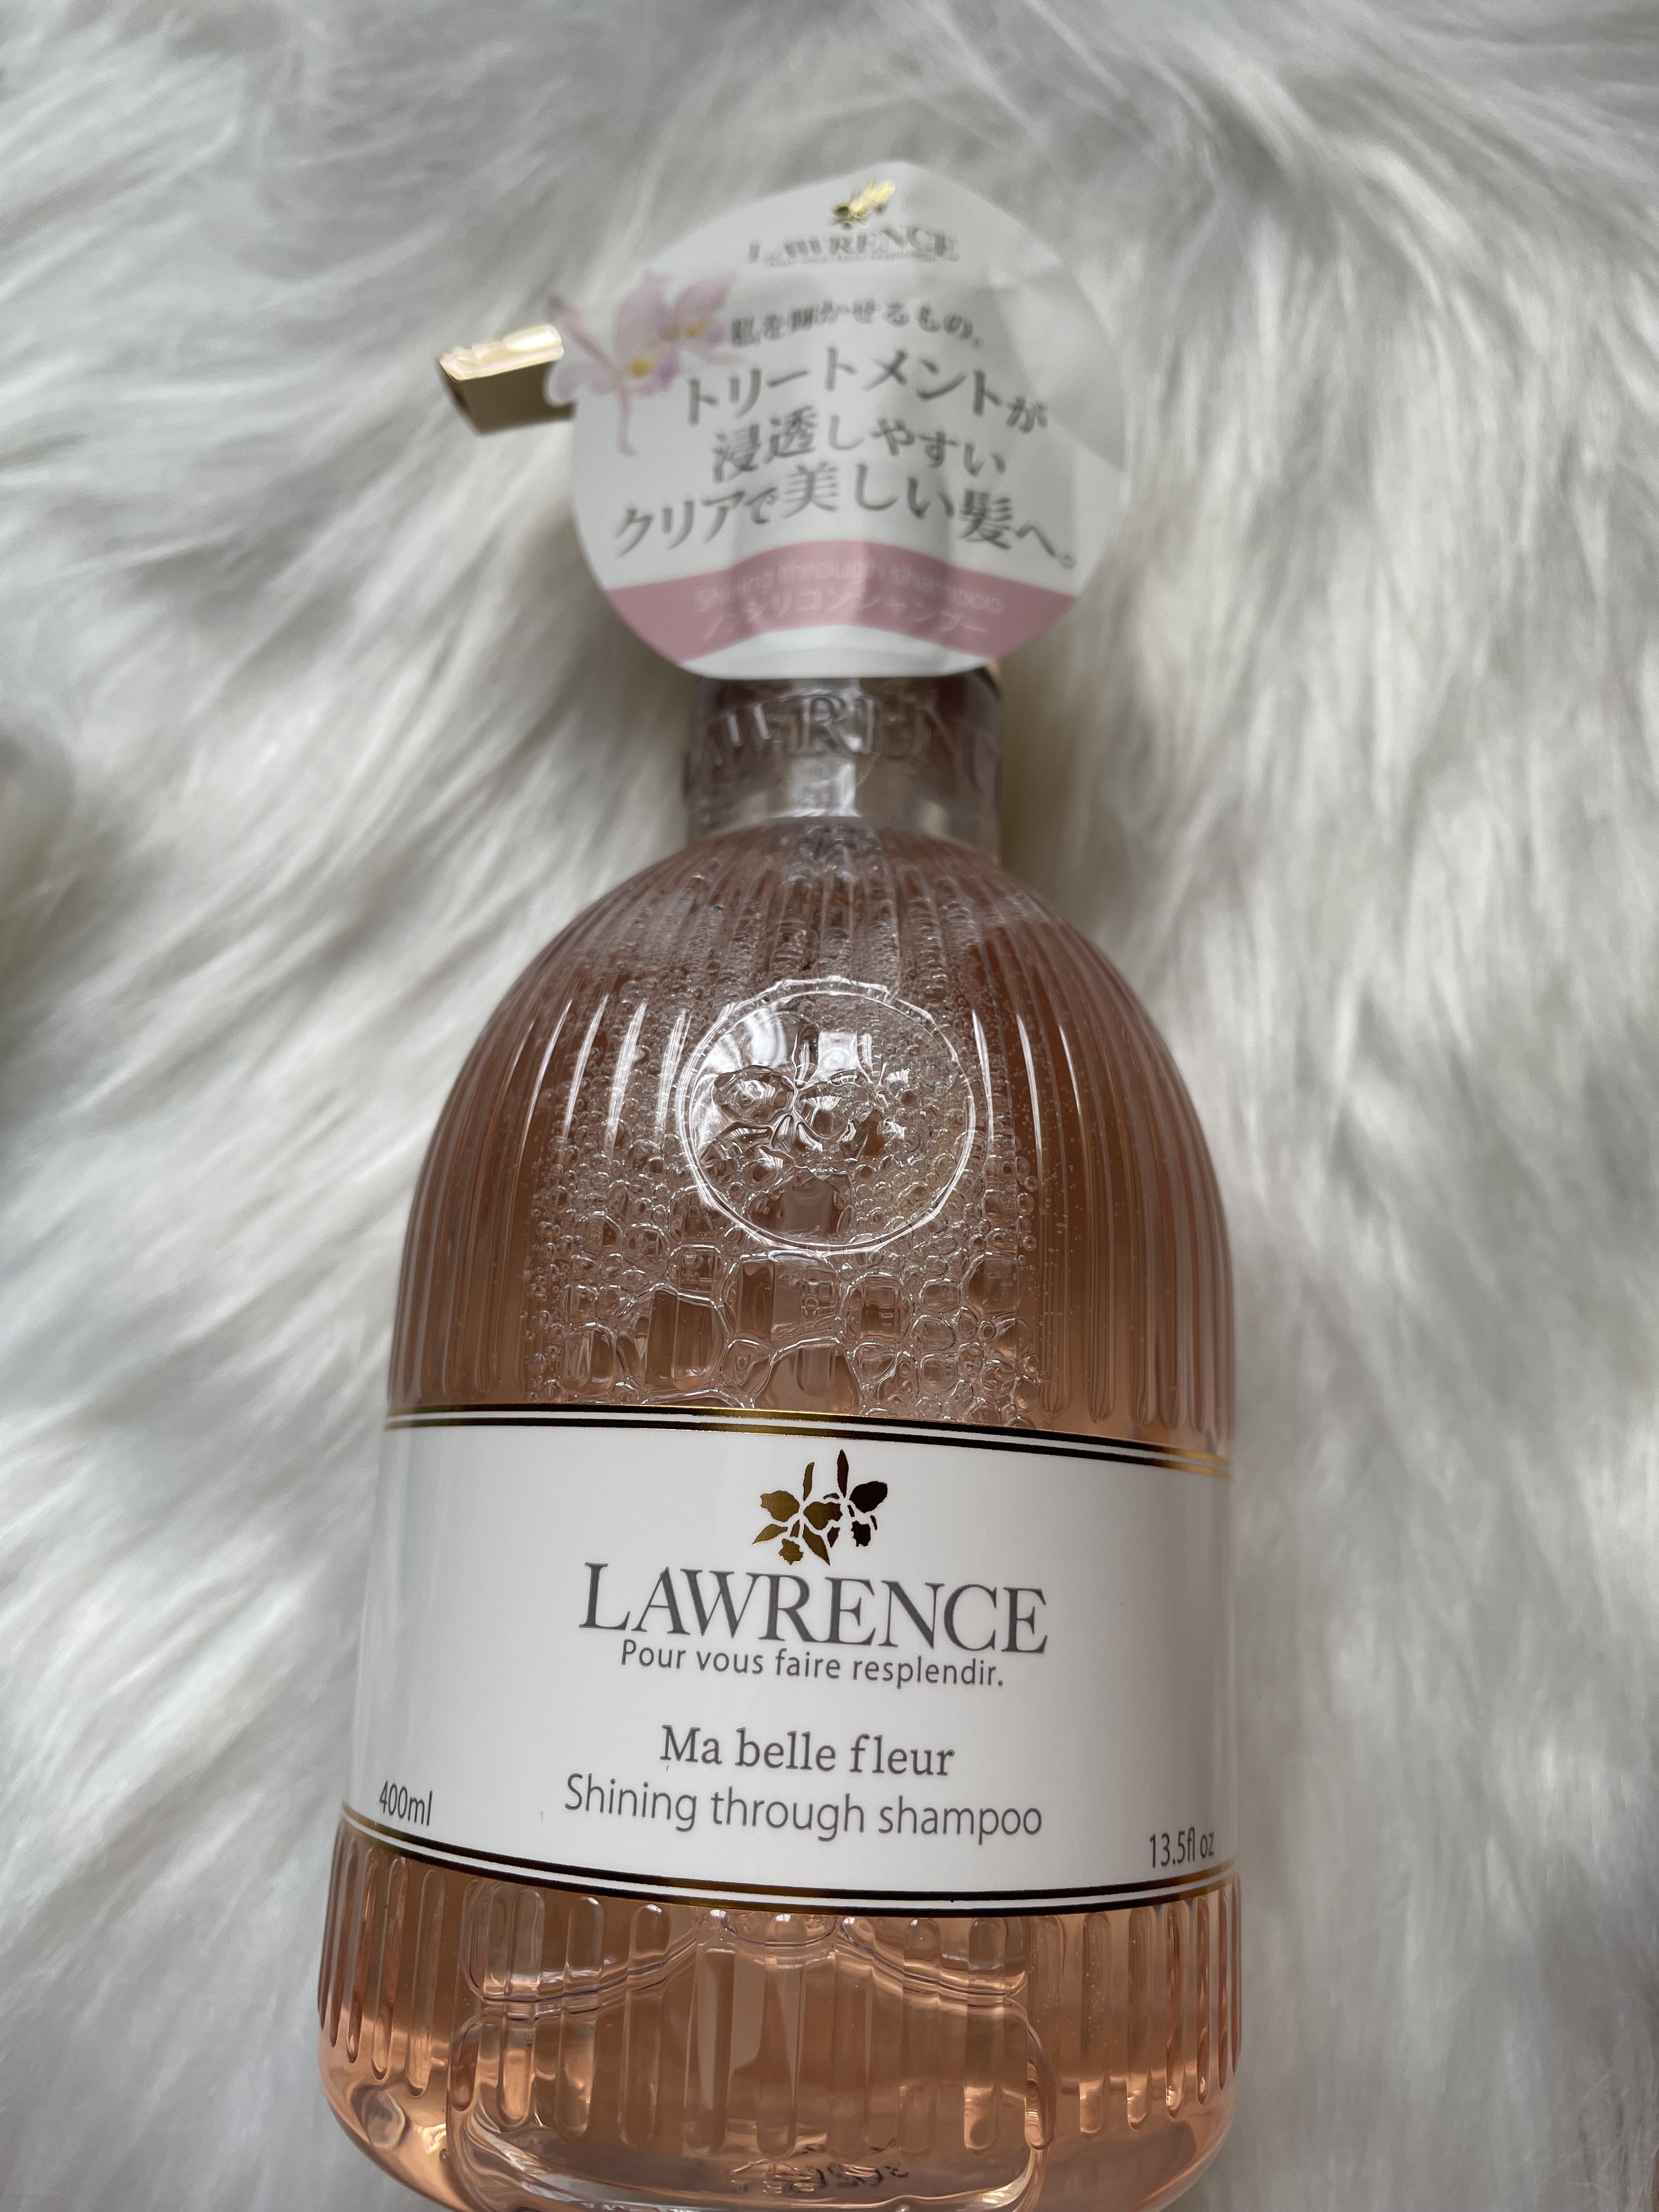 LAWRENCE
私を輝かせるもの。
トリートメントが
浸透しやすい
クリアで美しい髪へ。
Shining through shampoo
ノンシリコンシャンプー
LAWRENCE
LAWRENCE
Pour vous faire resplendir.
Ma belle fleur
Shining through shampoo
400ml
13.5fl oz